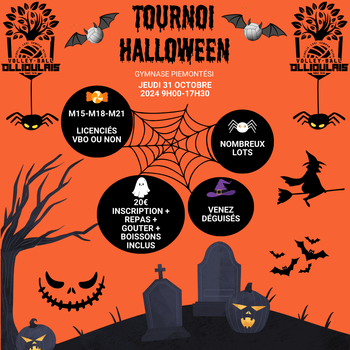 TOURNOI
HALLOWEEN
VOLLEY-BALL
OLLIOULAIS
VOLLEY-BALL
OLLIOULAIS
GYMNASE PIEMONTÉSI
JEUDI 31 OCTOBRE
2024 9H00-17H30
M15-M18-M21
LICENCIÉS
VBO OU NON
NOMBREUX
LOTS
20€
INSCRIPTION +
REPAS +
GOUTER +
BOISSONS
INCLUS
VENEZ
DÉGUISÉS